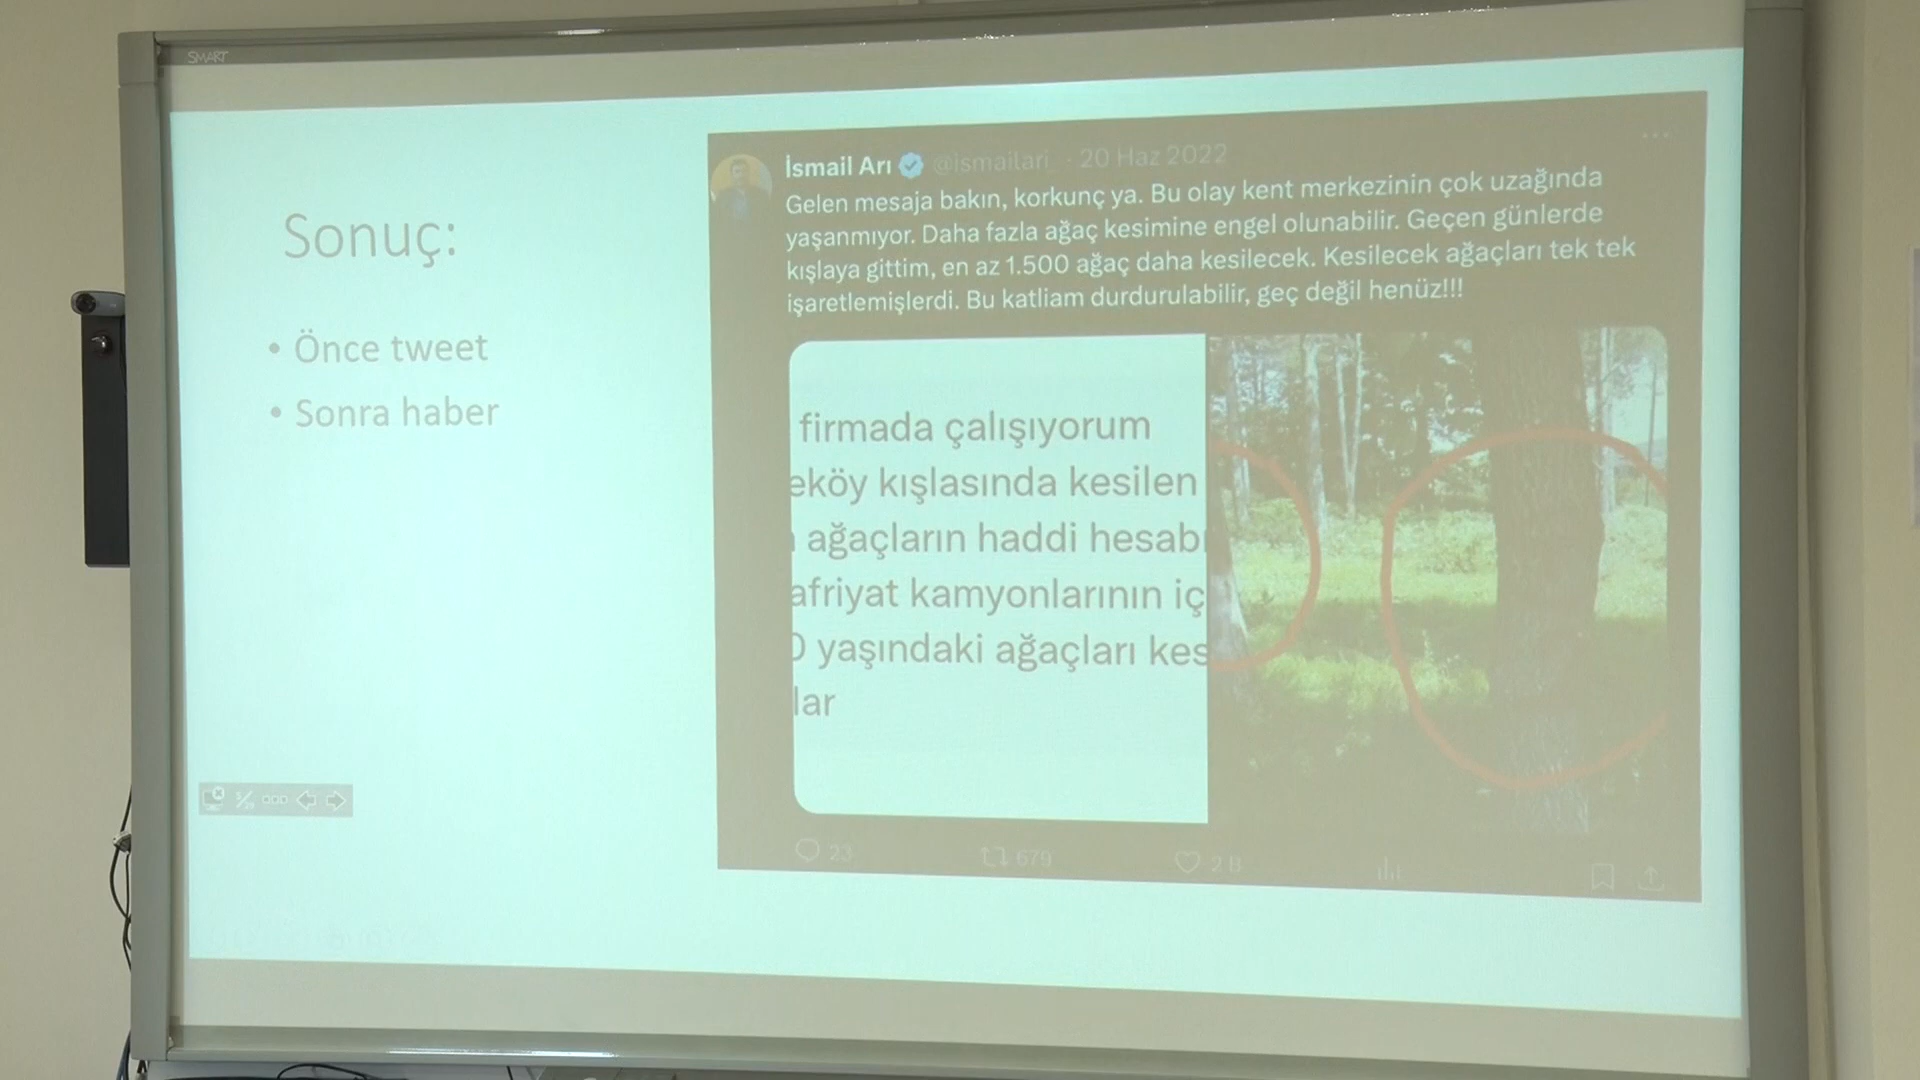 SMART
Sonuç:
• Önce tweet
• Sonra haber
İsmail Arı @ismailari_ · 20 Haz 2022
Gelen mesaja bakın, korkunç ya. Bu olay kent merkezinin çok uzağında
yaşanmıyor. Daha fazla ağaç kesimine engel olunabilir. Geçen günlerde
kışlaya gittim, en az 1.500 ağaç daha kesilecek. Kesilecek ağaçları tek tek
işaretlemişlerdi. Bu katliam durdurulabilir, geç değil henüz!!!
firmada çalışıyorum
eköy kışlasında kesilen
ağaçların haddi hesabı
afriyat kamyonlarının iç
yaşındaki ağaçları kes
lar
23 679 2 B